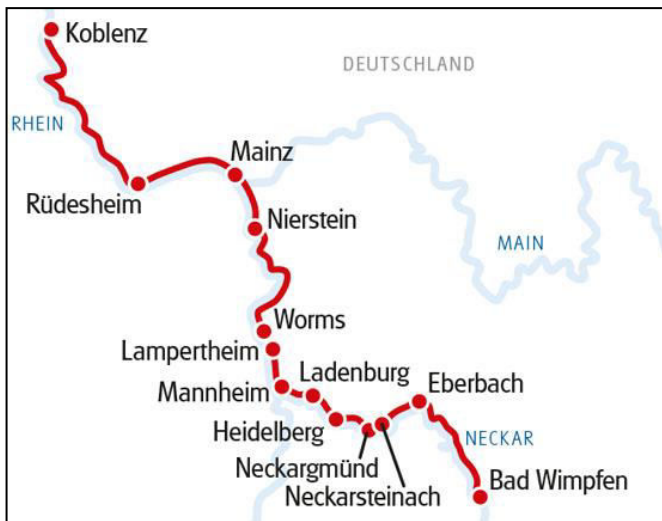 Koblenz
DEUTSCHLAND
RHEIN
Mainz
Rüdesheim
Nierstein
MAIN
Worms
Lampertheim
Ladenburg
Mannheim
Eberbach
Heidelberg
NECKAR
Neckargmünd
Bad Wimpfen
Neckarsteinach